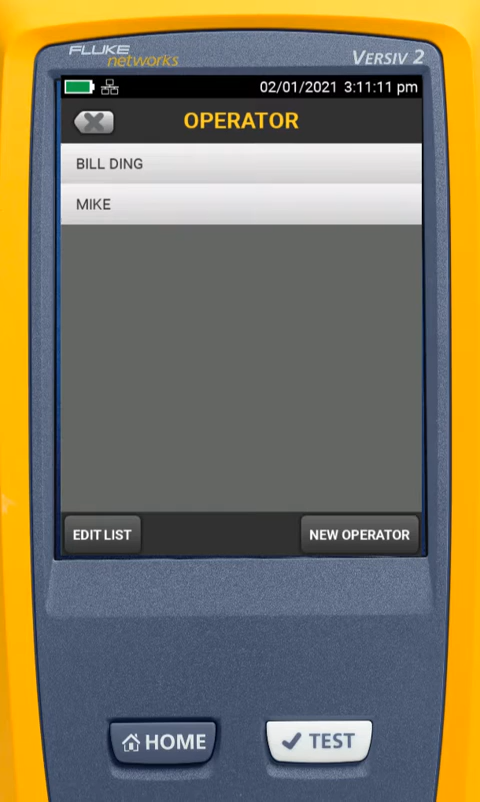 FLUKE
networks
VERSIV 2
02/01/2021 3:11:11 pm
OPERATOR
BILL DING
MIKE
EDIT LIST
NEW OPERATOR
HOME
TEST